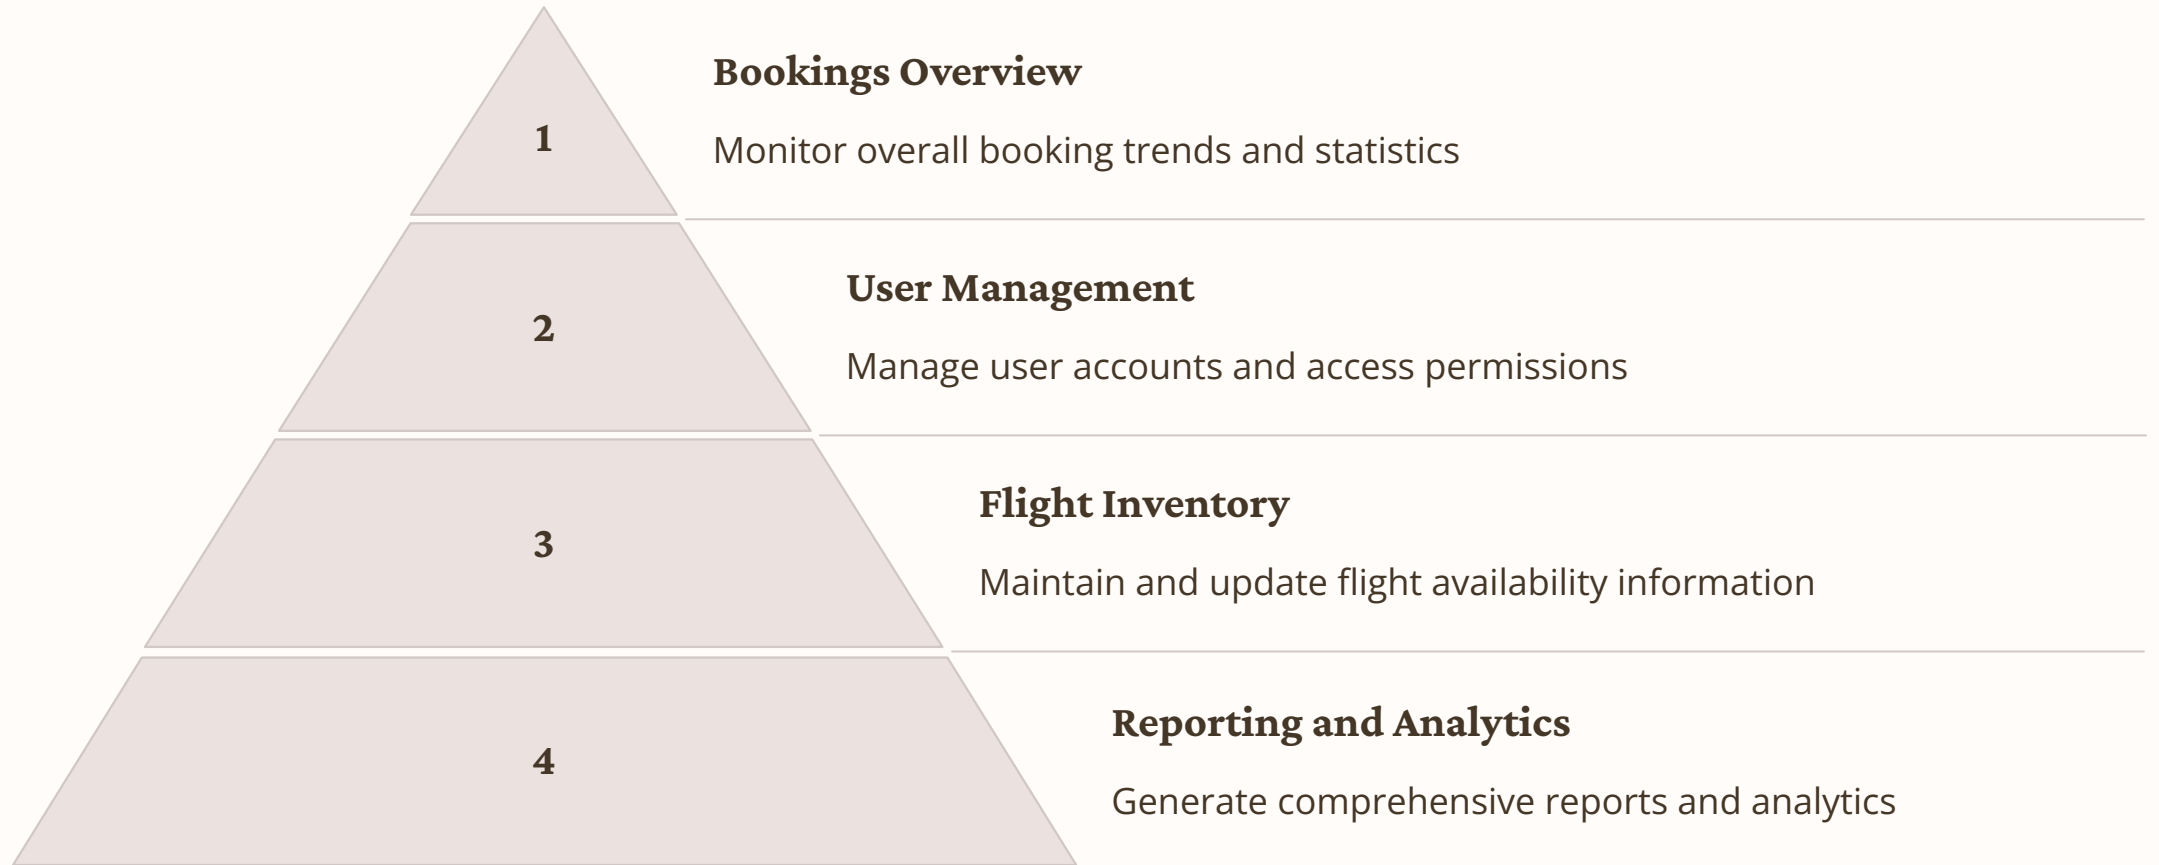 1
Bookings Overview
Monitor overall booking trends and statistics
2
User Management
Manage user accounts and access permissions
3
Flight Inventory
Maintain and update flight availability information
4
Reporting and Analytics
Generate comprehensive reports and analytics